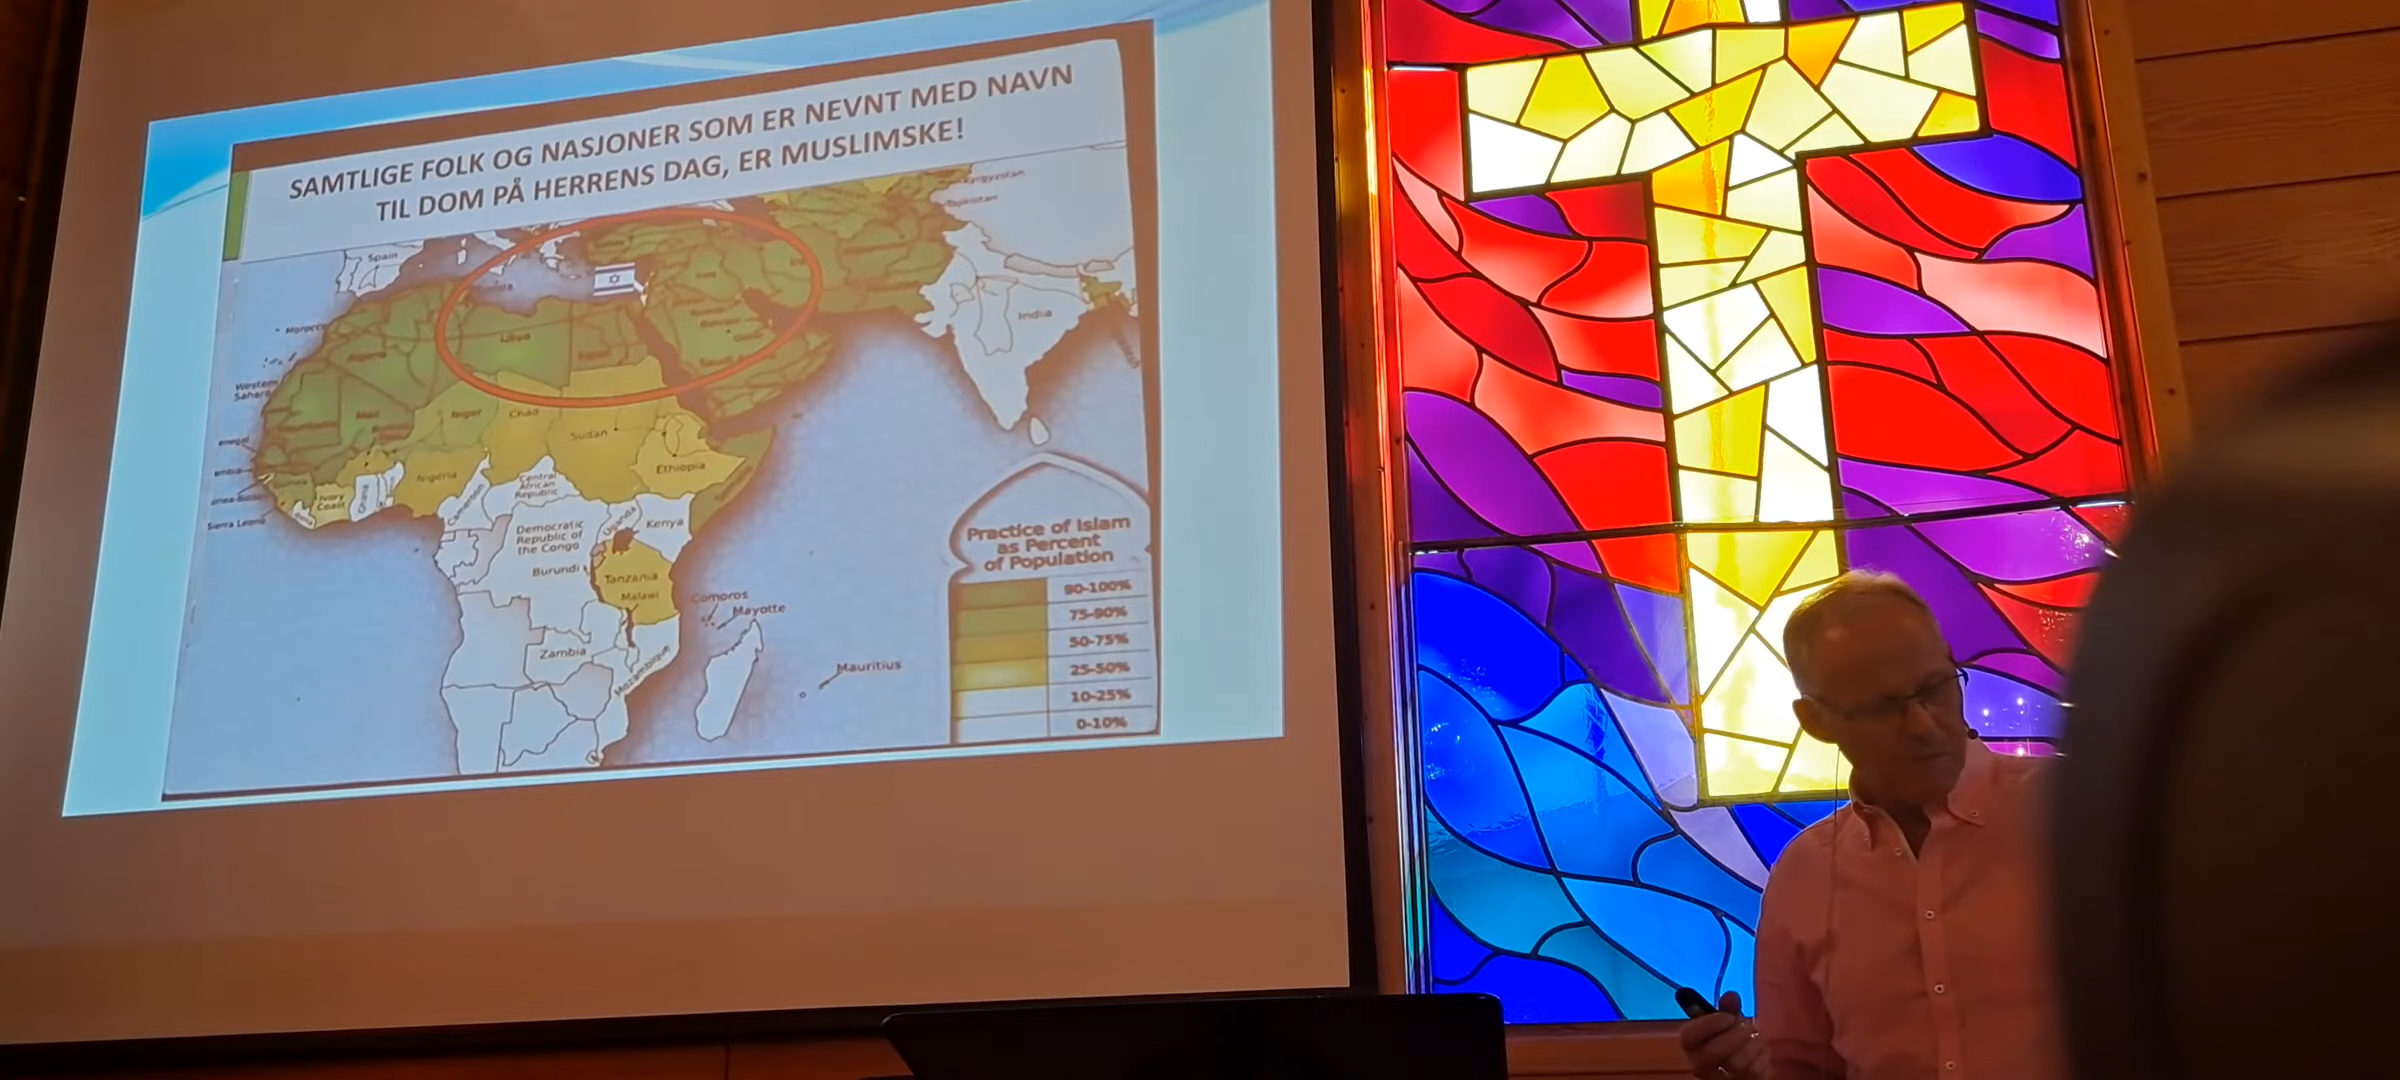 SAMTLIGE FOLK OG NASJONER SOM ER NEVNT MED NAVN
TIL DOM PÅ HERRENS DAG, ER MUSLIMSKE!
Kyrgyzstan
Tajikistan
Spain
India
Morocco
Libya
Western
Sahara
Mali
Niger
Chad
Sudan
Nigeria
Ethiopia
Central
African
Republic
Ivory
Coast
Ghana
Cameroon
Sierra Leone
Uganda
Kenya
Democratic
Republic of
the Congo
Burundi
Tanzania
Malawi
Comoros
Mayotte
Zambia
Mozambique
Mauritius
Practice of Islam
as Percent
of Population
90-100%
75-90%
50-75%
25-50%
10-25%
0-10%